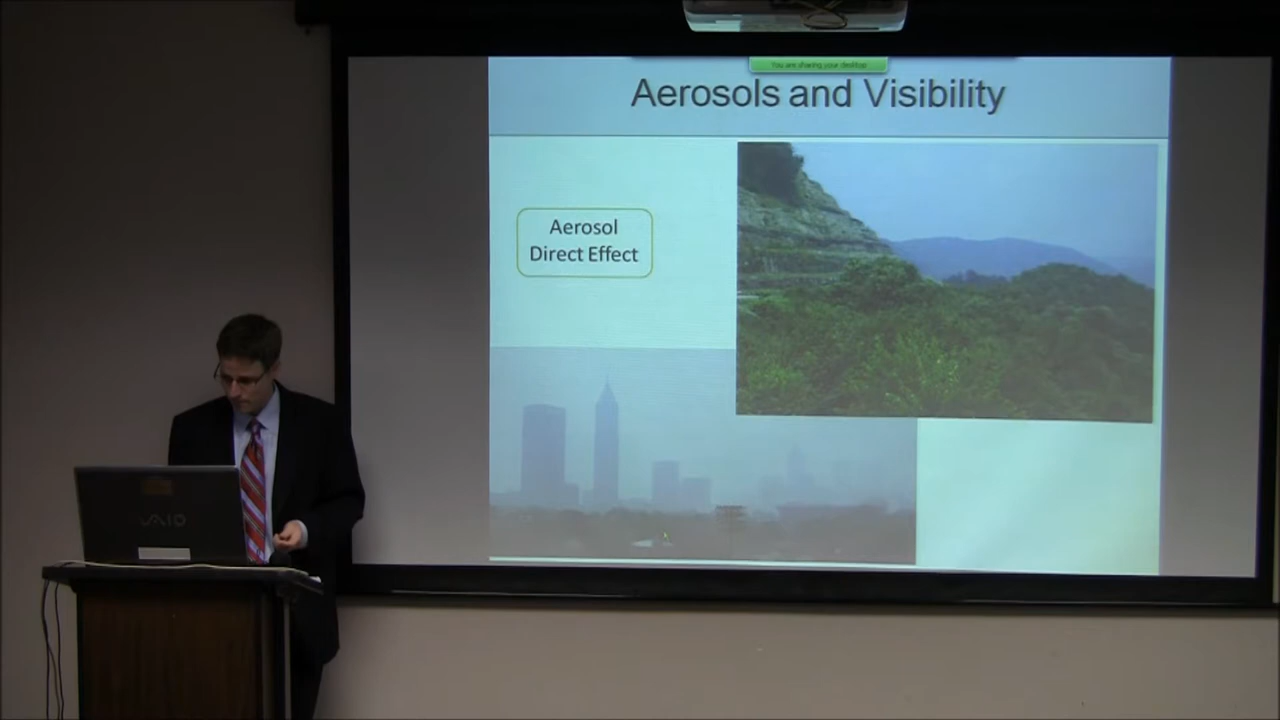 You are sharing your desktop
Aerosols and Visibility
Aerosol
Direct Effect
VAIO